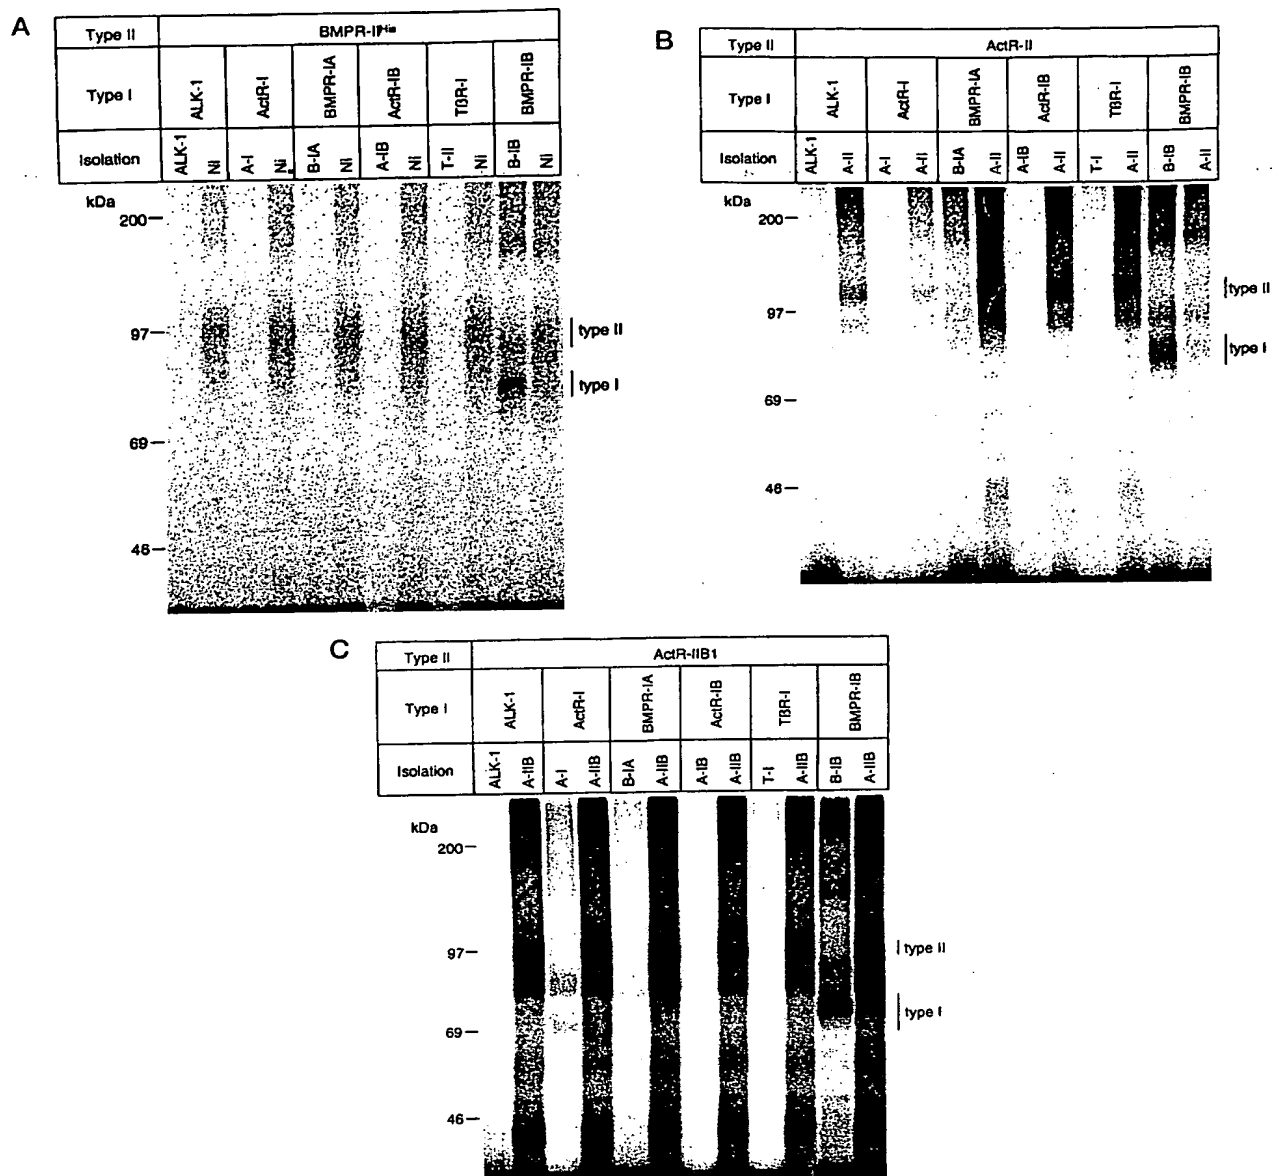 A
Type II BMPR-II^His
Type I ALK-1 ActR-I BMPR-IA ActR-IB TβR-I BMPR-IB
Isolation ALK-1 Ni A-I Ni B-IA Ni A-IB Ni T-II Ni B-IB Ni
kDa
200
97
69
46
type II
type I
B
Type II ActR-II
Type I ALK-1 ActR-I BMPR-IA ActR-IB TβR-I BMPR-IB
Isolation ALK-1 A-II A-I A-II B-IA A-II A-IB A-II T-I A-II B-IB A-II
kDa
200
97
69
46
type II
type I
C
Type II ActR-IIB1
Type I ALK-1 ActR-I BMPR-IA ActR-IB TβR-I BMPR-IB
Isolation ALK-1 A-IIB A-I A-IIB B-IA A-IIB A-IB A-IIB T-I A-IIB B-IB A-IIB
kDa
200
97
69
46
type II
type I